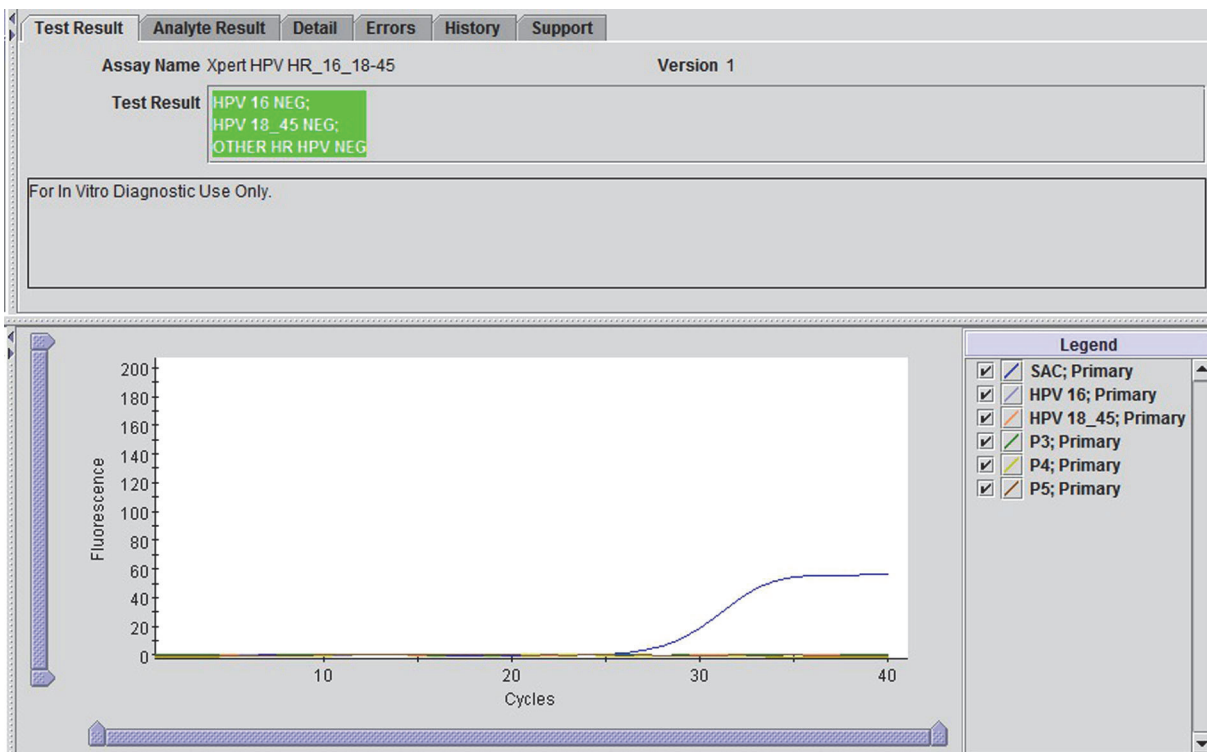 Test Result Analyte Result Detail Errors History Support
Assay Name Xpert HPV HR_16_18-45 Version 1
Test Result HPV 16 NEG;
HPV 18_45 NEG;
OTHER HR HPV NEG
For In Vitro Diagnostic Use Only.
200
180
160
140
120
100
80
60
40
20
0
Fluorescence
10 20 30 40
Cycles
Legend
SAC; Primary
HPV 16; Primary
HPV 18_45; Primary
P3; Primary
P4; Primary
P5; Primary